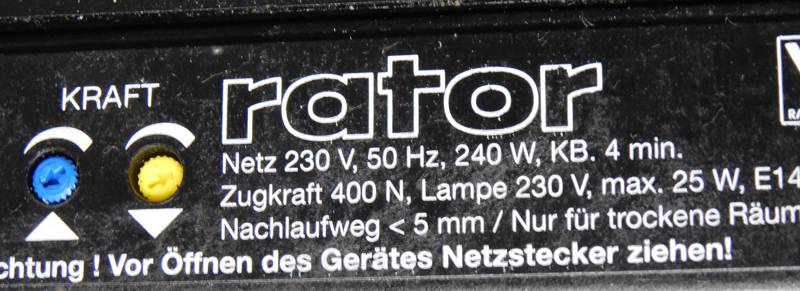 KRAFT
rator
Netz 230 V, 50 Hz, 240 W, KB. 4 min.
Zugkraft 400 N, Lampe 230 V, max. 25 W, E14
Nachlaufweg < 5 mm / Nur für trockene Räum
chtung ! Vor Öffnen des Gerätes Netzstecker ziehen!